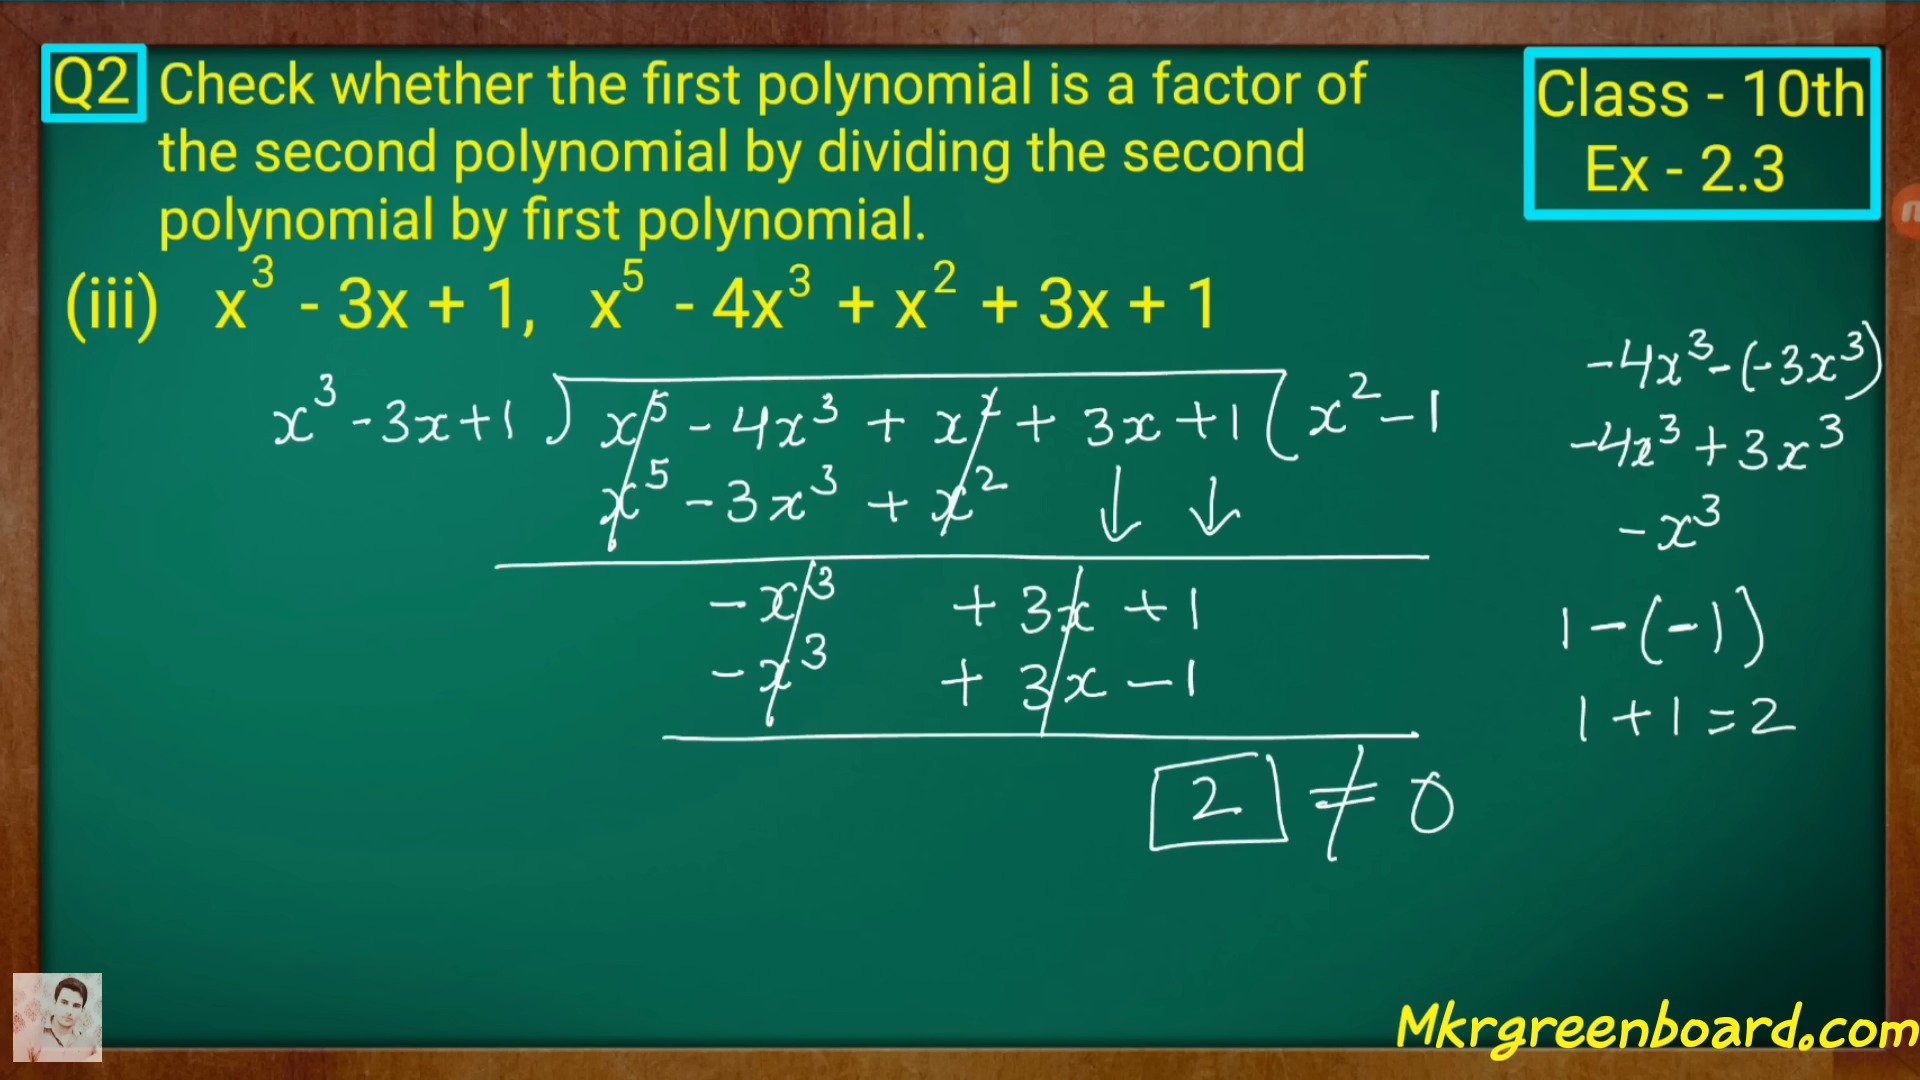 Q2 Check whether the first polynomial is a factor of
the second polynomial by dividing the second
polynomial by first polynomial.
Class - 10th
Ex - 2.3
(iii) x³ - 3x + 1, x⁵ - 4x³ + x² + 3x + 1
x³ - 3x + 1 ) x⁵ - 4x³ + x² + 3x + 1 ( x² - 1
x⁵ - 3x³ + x² ↓ ↓
- x³ + 3x + 1
- x³ + 3x - 1
2 ≠ 0
-4x³ - (-3x³)
-4x³ + 3x³
- x³
1 - (-1)
1 + 1 = 2
Mkrgreenboard.com